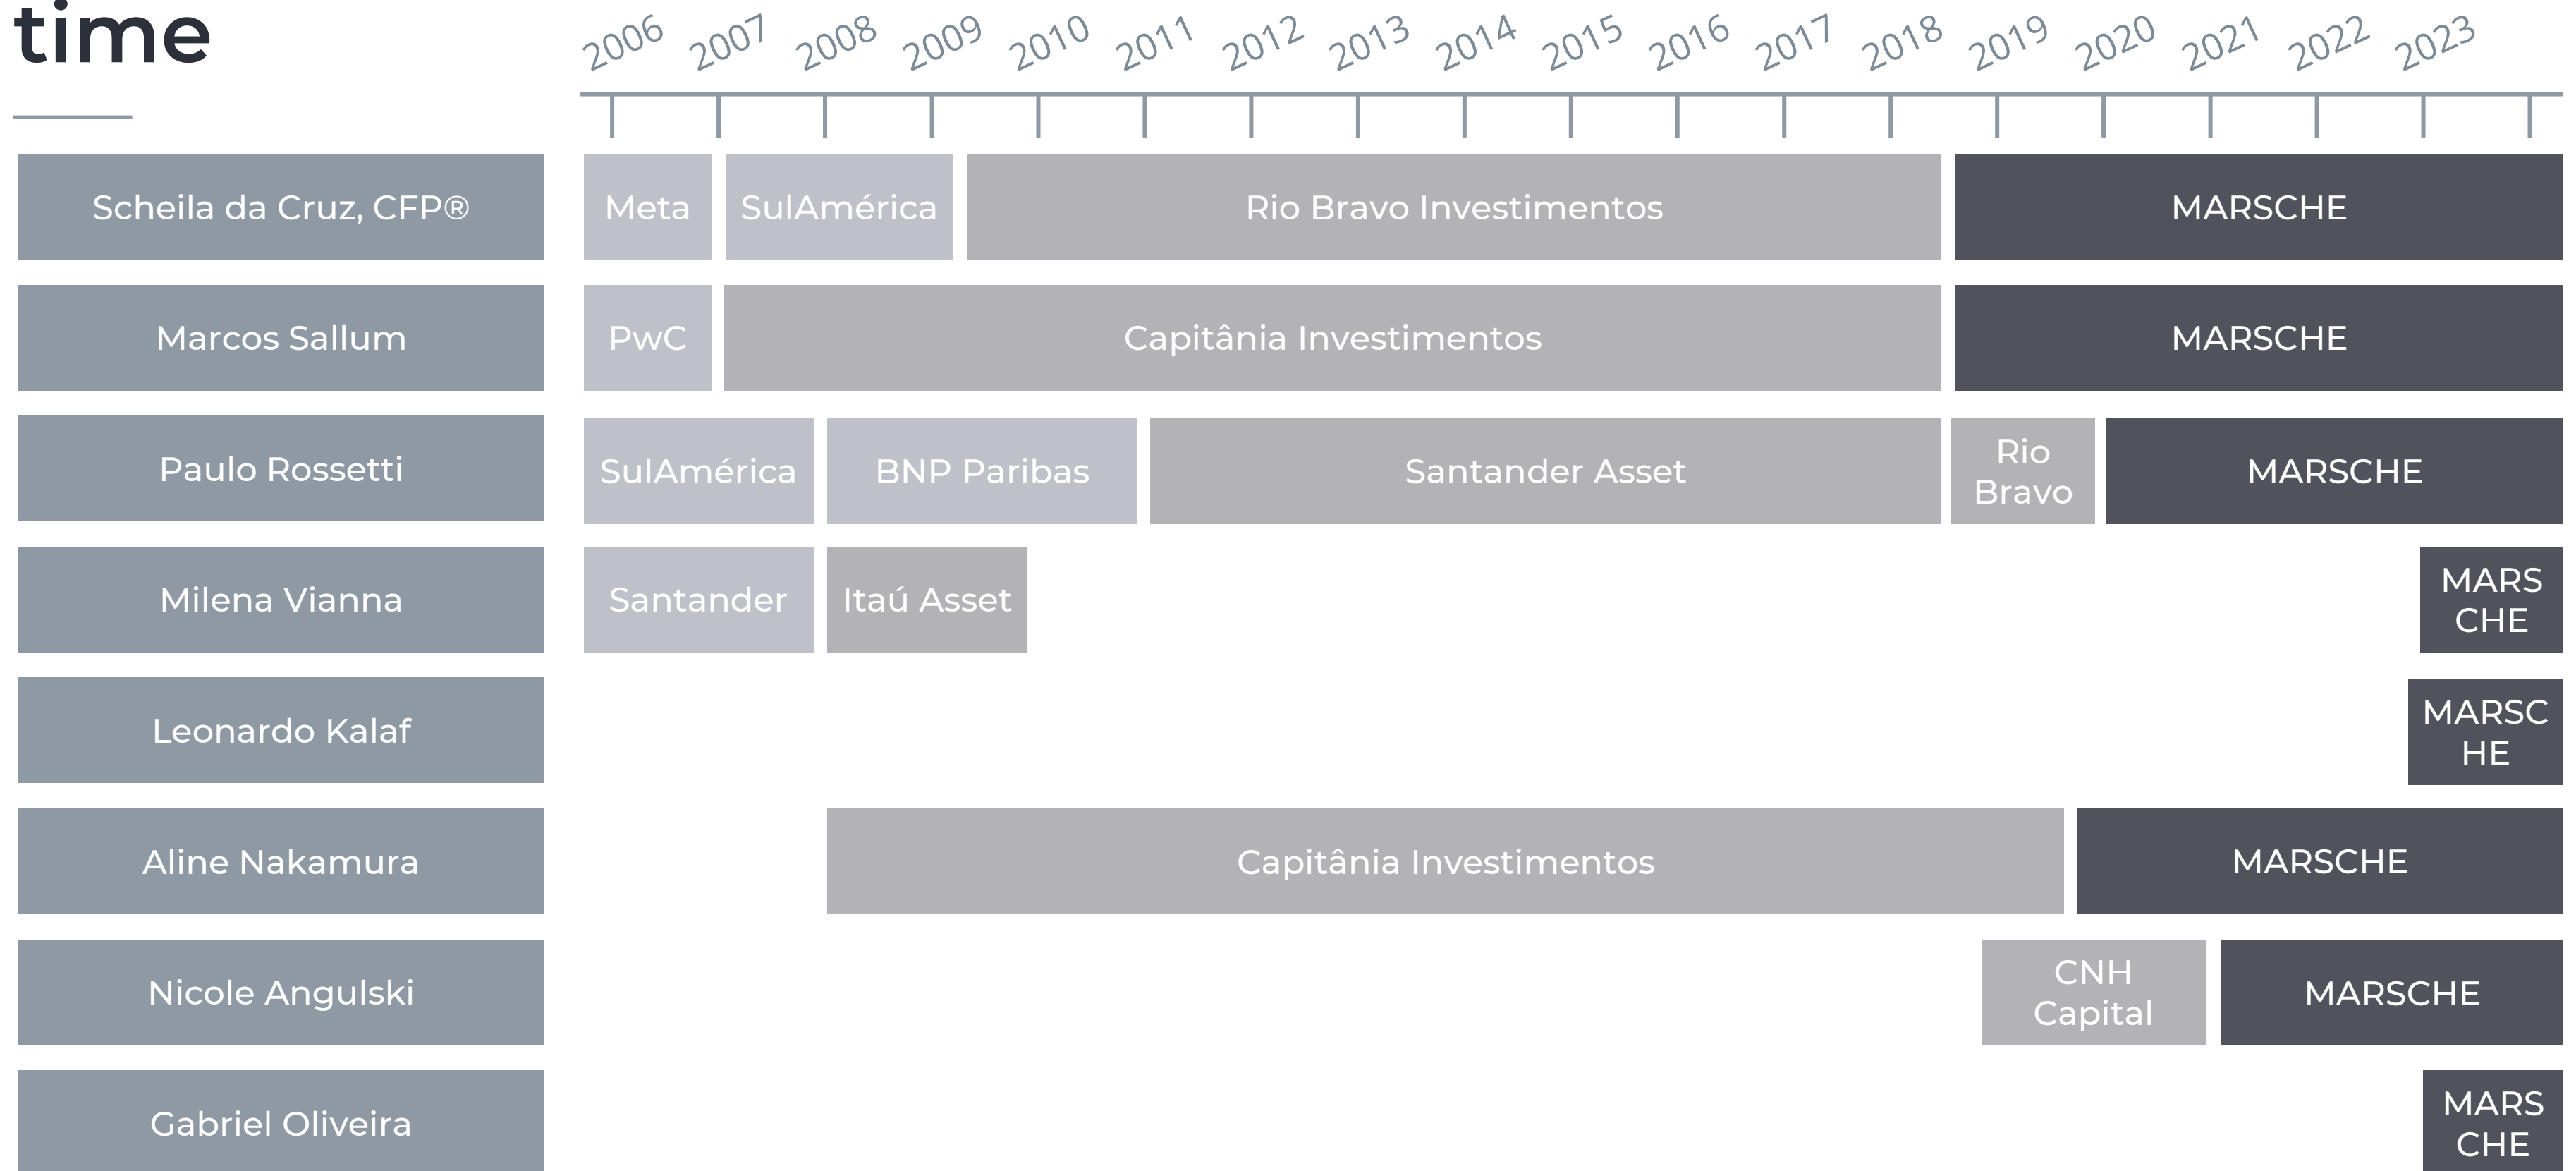 time
2006 2007 2008 2009 2010 2011 2012 2013 2014 2015 2016 2017 2018 2019 2020 2021 2022 2023
Scheila da Cruz, CFP® Meta SulAmérica Rio Bravo Investimentos MARSCHE
Marcos Sallum PwC Capitânia Investimentos MARSCHE
Paulo Rossetti SulAmérica BNP Paribas Santander Asset Rio
Bravo MARSCHE
Milena Vianna Santander Itaú Asset MARS
CHE
Leonardo Kalaf MARSC
HE
Aline Nakamura Capitânia Investimentos MARSCHE
Nicole Angulski CNH
Capital MARSCHE
Gabriel Oliveira MARS
CHE